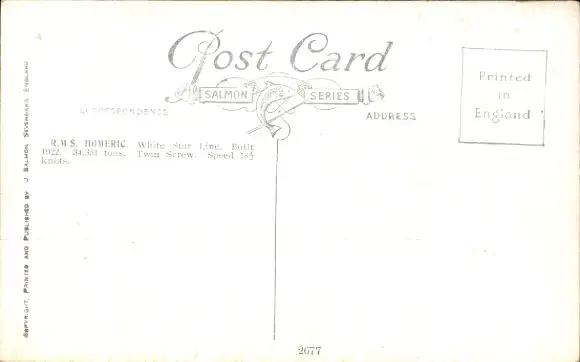 Post Card
SALMON SERIES
CORRESPONDENCE
ADDRESS
Printed
in
England
R.M.S. HOMERIC. White Star Line. Built
1922. 34,351 tons. Twin Screw. Speed 18½
knots.
COPYRIGHT, PRINTED AND PUBLISHED BY J. SALMON, SEVENOAKS, ENGLAND
2677